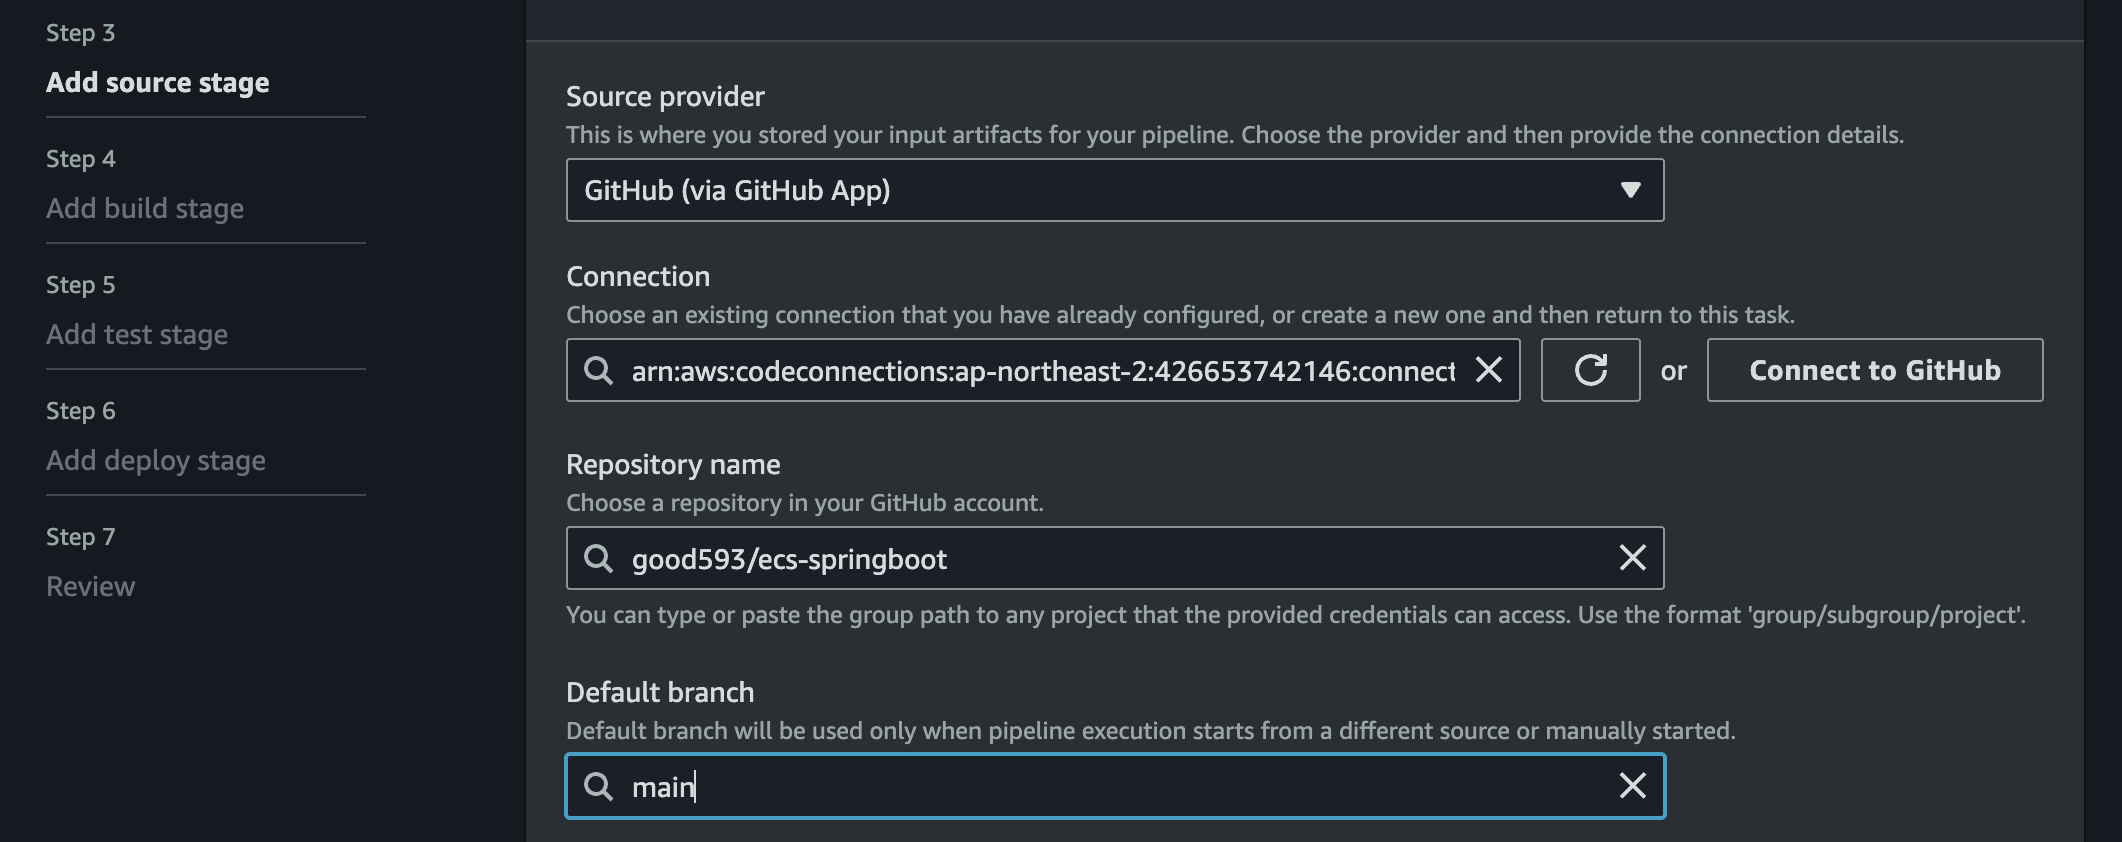 Step 3
Add source stage
Step 4
Add build stage
Step 5
Add test stage
Step 6
Add deploy stage
Step 7
Review
Source provider
This is where you stored your input artifacts for your pipeline. Choose the provider and then provide the connection details.
GitHub (via GitHub App)
Connection
Choose an existing connection that you have already configured, or create a new one and then return to this task.
arn:aws:codeconnections:ap-northeast-2:426653742146:connect
or
Connect to GitHub
Repository name
Choose a repository in your GitHub account.
good593/ecs-springboot
You can type or paste the group path to any project that the provided credentials can access. Use the format 'group/subgroup/project'.
Default branch
Default branch will be used only when pipeline execution starts from a different source or manually started.
main